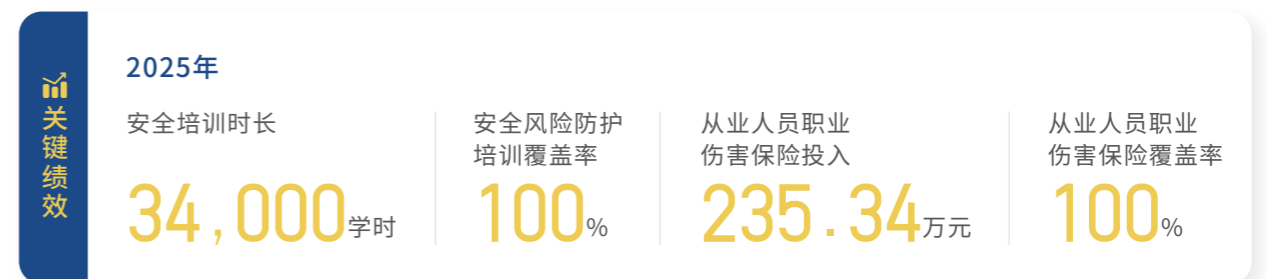 关键绩效
2025年
安全培训时长
34,000学时
安全风险防护
培训覆盖率
100%
从业人员职业
伤害保险投入
235.34万元
从业人员职业
伤害保险覆盖率
100%